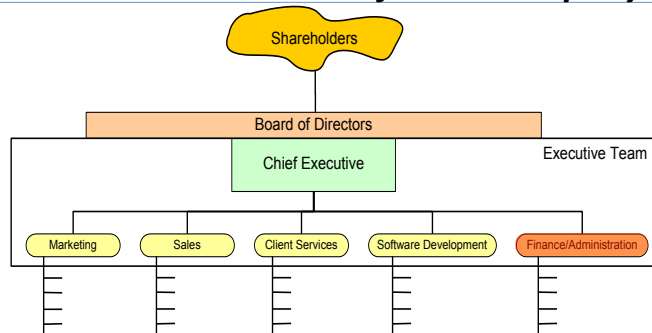 Shareholders
Board of Directors
Executive Team
Chief Executive
Marketing
Sales
Client Services
Software Development
Finance/Administration